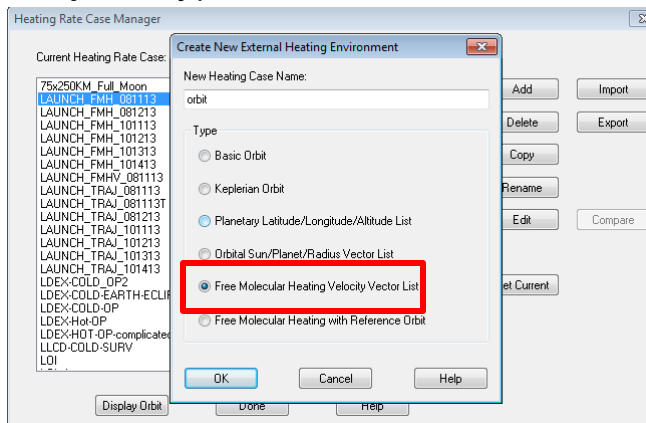 Heating Rate Case Manager
Current Heating Rate Case:
75x250KM_Full_Moon
LAUNCH_FMH_081113
LAUNCH_FMH_081213
LAUNCH_FMH_101113
LAUNCH_FMH_101213
LAUNCH_FMH_101313
LAUNCH_FMH_101413
LAUNCH_FMHV_081113
LAUNCH_TRAJ_081113
LAUNCH_TRAJ_081113T
LAUNCH_TRAJ_081213
LAUNCH_TRAJ_101113
LAUNCH_TRAJ_101213
LAUNCH_TRAJ_101313
LAUNCH_TRAJ_101413
LDEX-COLD_OP2
LDEX-COLD-EARTH-ECLIF
LDEX-COLD-OP
LDEX-Hot-OP
LDEX-HOT-OP-complicated
LLCD-COLD-SURV
LOI
Create New External Heating Environment
New Heating Case Name:
orbit
Type
Basic Orbit
Keplerian Orbit
Planetary Latitude/Longitude/Altitude List
Orbital Sun/Planet/Radius Vector List
Free Molecular Heating Velocity Vector List
Free Molecular Heating with Reference Orbit
OK Cancel Help
Add Import
Delete Export
Copy
Rename
Edit Compare
et Current
Display Orbit Done Help